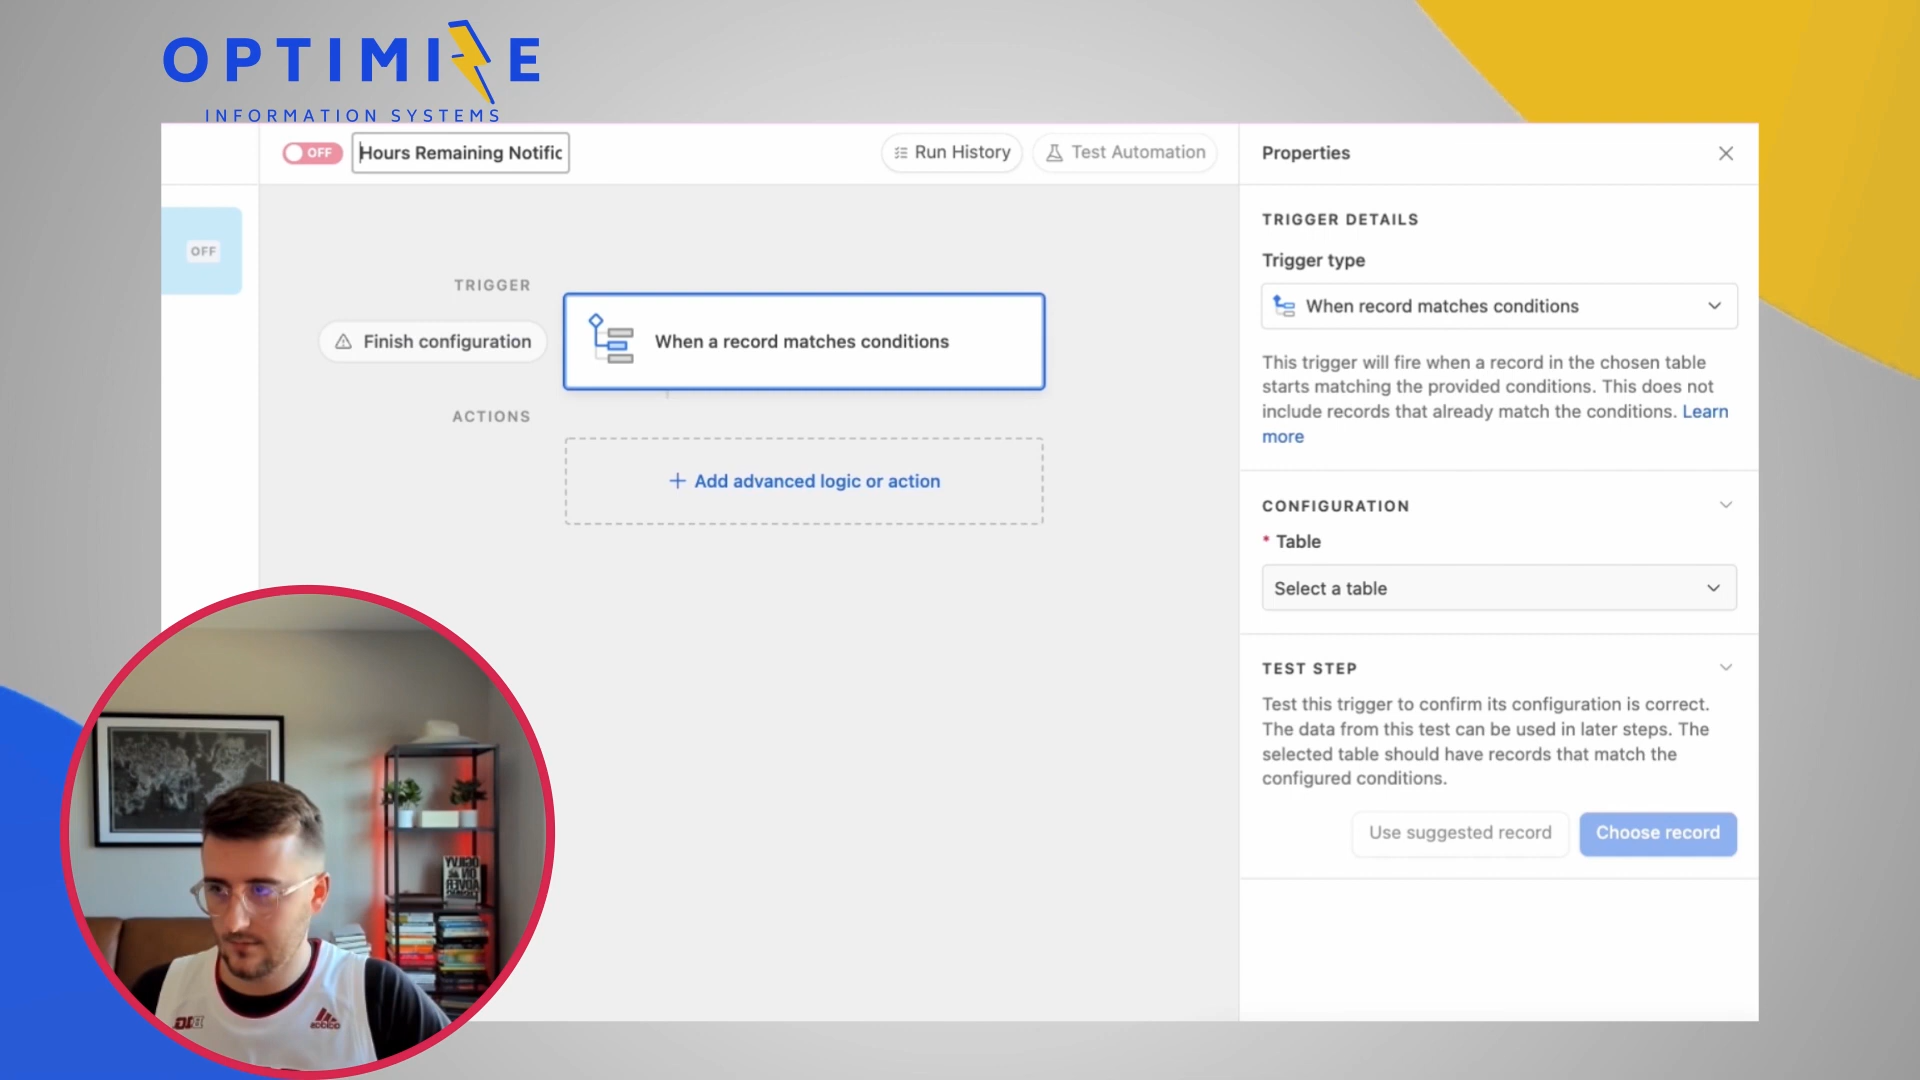 OPTIMIZE
INFORMATION SYSTEMS
OFF
Hours Remaining Notific
Run History
Test Automation
Properties
OFF
TRIGGER
Finish configuration
When a record matches conditions
ACTIONS
+ Add advanced logic or action
TRIGGER DETAILS
Trigger type
When record matches conditions
This trigger will fire when a record in the chosen table
starts matching the provided conditions. This does not
include records that already match the conditions. Learn
more
CONFIGURATION
* Table
Select a table
TEST STEP
Test this trigger to confirm its configuration is correct.
The data from this test can be used in later steps. The
selected table should have records that match the
configured conditions.
Use suggested record
Choose record
OGILVY
ON
ADVER
adidas